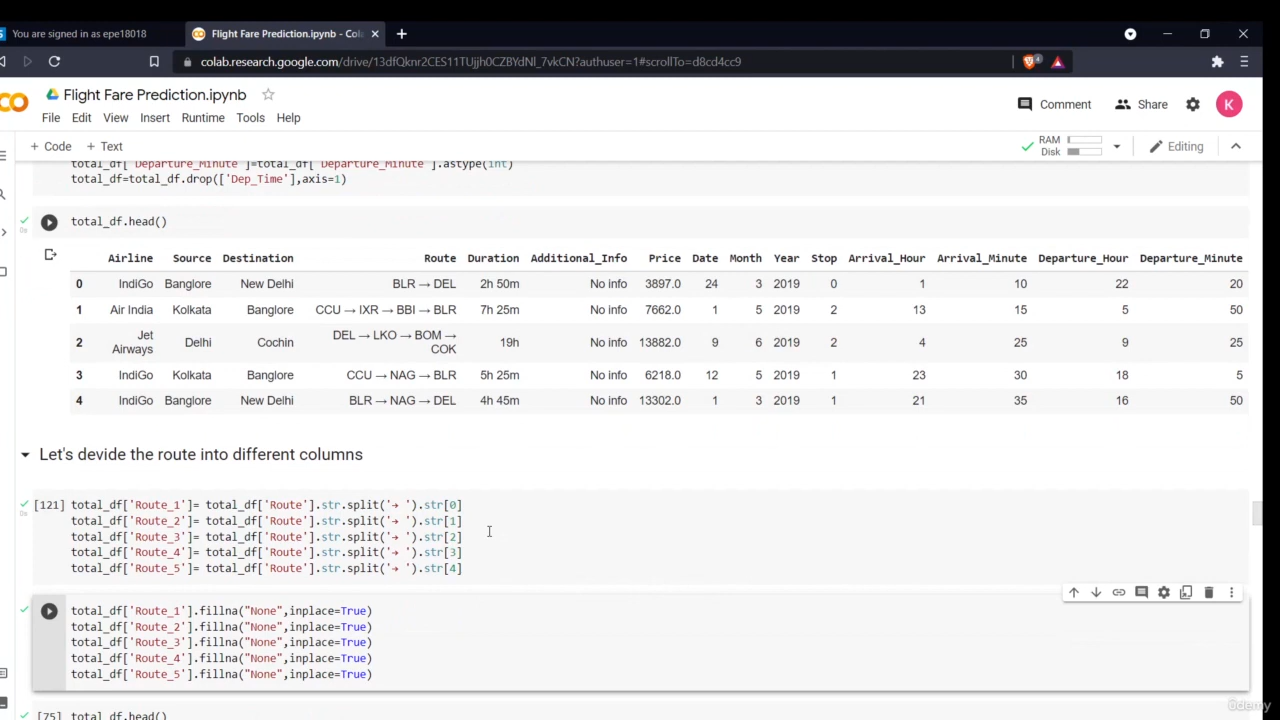 You are signed in as epe18018
Flight Fare Prediction.ipynb - Col
colab.research.google.com/drive/13dfQknr2CES11TUjjh0CZBYdNl_7vkCN?authuser=1#scrollTo=d8cd4cc9
4
Flight Fare Prediction.ipynb
Comment
Share
K
File Edit View Insert Runtime Tools Help
+ Code + Text
RAM
Disk
Editing
total_df['Departure_Minute']=total_df['Departure_Minute'].astype(int)
total_df=total_df.drop(['Dep_Time'],axis=1)
0s
total_df.head()
Airline Source Destination Route Duration Additional_Info Price Date Month Year Stop Arrival_Hour Arrival_Minute Departure_Hour Departure_Minute
0 IndiGo Banglore New Delhi BLR → DEL 2h 50m No info 3897.0 24 3 2019 0 1 10 22 20
1 Air India Kolkata Banglore CCU → IXR → BBI → BLR 7h 25m No info 7662.0 1 5 2019 2 13 15 5 50
2 Jet Airways Delhi Cochin DEL → LKO → BOM → COK 19h No info 13882.0 9 6 2019 2 4 25 9 25
3 IndiGo Kolkata Banglore CCU → NAG → BLR 5h 25m No info 6218.0 12 5 2019 1 23 30 18 5
4 IndiGo Banglore New Delhi BLR → NAG → DEL 4h 45m No info 13302.0 1 3 2019 1 21 35 16 50
Let's devide the route into different columns
0s
[121] total_df['Route_1']= total_df['Route'].str.split('→ ').str[0]
total_df['Route_2']= total_df['Route'].str.split('→ ').str[1]
total_df['Route_3']= total_df['Route'].str.split('→ ').str[2]
total_df['Route_4']= total_df['Route'].str.split('→ ').str[3]
total_df['Route_5']= total_df['Route'].str.split('→ ').str[4]
total_df['Route_1'].fillna("None",inplace=True)
total_df['Route_2'].fillna("None",inplace=True)
total_df['Route_3'].fillna("None",inplace=True)
total_df['Route_4'].fillna("None",inplace=True)
total_df['Route_5'].fillna("None",inplace=True)
[75] total_df.head()
ûdemy